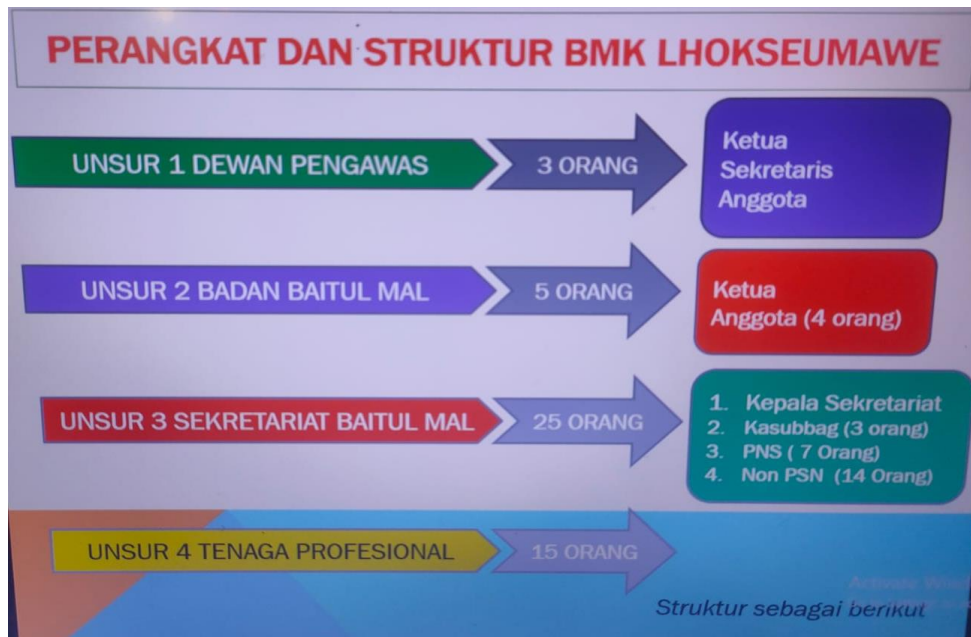 PERANGKAT DAN STRUKTUR BMK LHOKSEUMAWE
UNSUR 1 DEWAN PENGAWAS
3 ORANG
Ketua
Sekretaris
Anggota
UNSUR 2 BADAN BAITUL MAL
5 ORANG
Ketua
Anggota (4 orang)
UNSUR 3 SEKRETARIAT BAITUL MAL
25 ORANG
1. Kepala Sekretariat
2. Kasubbag (3 orang)
3. PNS ( 7 Orang)
4. Non PSN (14 Orang)
UNSUR 4 TENAGA PROFESIONAL
15 ORANG
Activate Wind
Struktur sebagai berikut